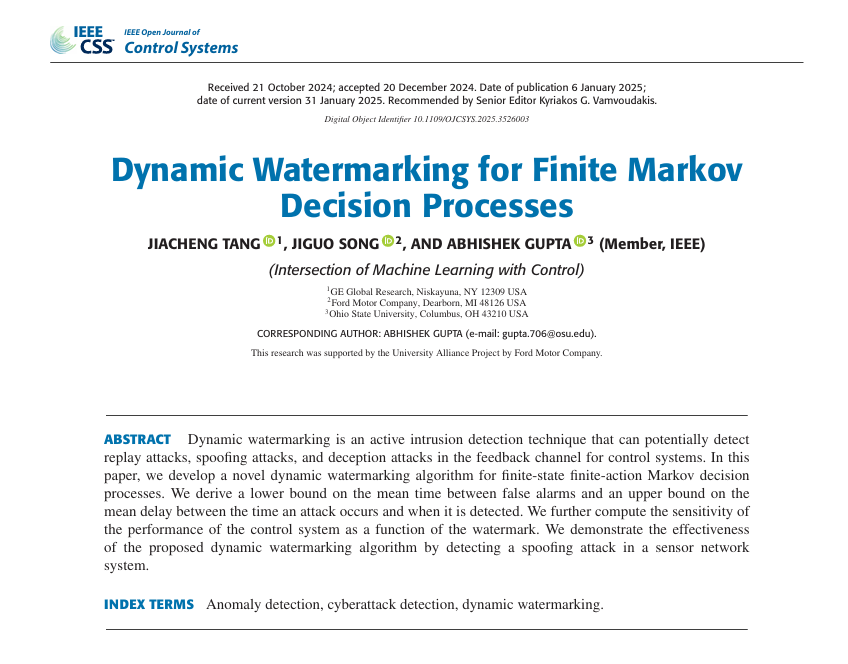 IEEE
CSS
IEEE Open Journal of
Control Systems
Received 21 October 2024; accepted 20 December 2024. Date of publication 6 January 2025;
date of current version 31 January 2025. Recommended by Senior Editor Kyriakos G. Vamvoudakis.
Digital Object Identifier 10.1109/OJCSYS.2025.3526003
Dynamic Watermarking for Finite Markov
Decision Processes
JIACHENG TANG iD 1, JIGUO SONG iD 2, AND ABHISHEK GUPTA iD 3 (Member, IEEE)
(Intersection of Machine Learning with Control)
1GE Global Research, Niskayuna, NY 12309 USA
2Ford Motor Company, Dearborn, MI 48126 USA
3Ohio State University, Columbus, OH 43210 USA
CORRESPONDING AUTHOR: ABHISHEK GUPTA (e-mail: gupta.706@osu.edu).
This research was supported by the University Alliance Project by Ford Motor Company.
ABSTRACT Dynamic watermarking is an active intrusion detection technique that can potentially detect
replay attacks, spoofing attacks, and deception attacks in the feedback channel for control systems. In this
paper, we develop a novel dynamic watermarking algorithm for finite-state finite-action Markov decision
processes. We derive a lower bound on the mean time between false alarms and an upper bound on the
mean delay between the time an attack occurs and when it is detected. We further compute the sensitivity of
the performance of the control system as a function of the watermark. We demonstrate the effectiveness
of the proposed dynamic watermarking algorithm by detecting a spoofing attack in a sensor network
system.
INDEX TERMS Anomaly detection, cyberattack detection, dynamic watermarking.